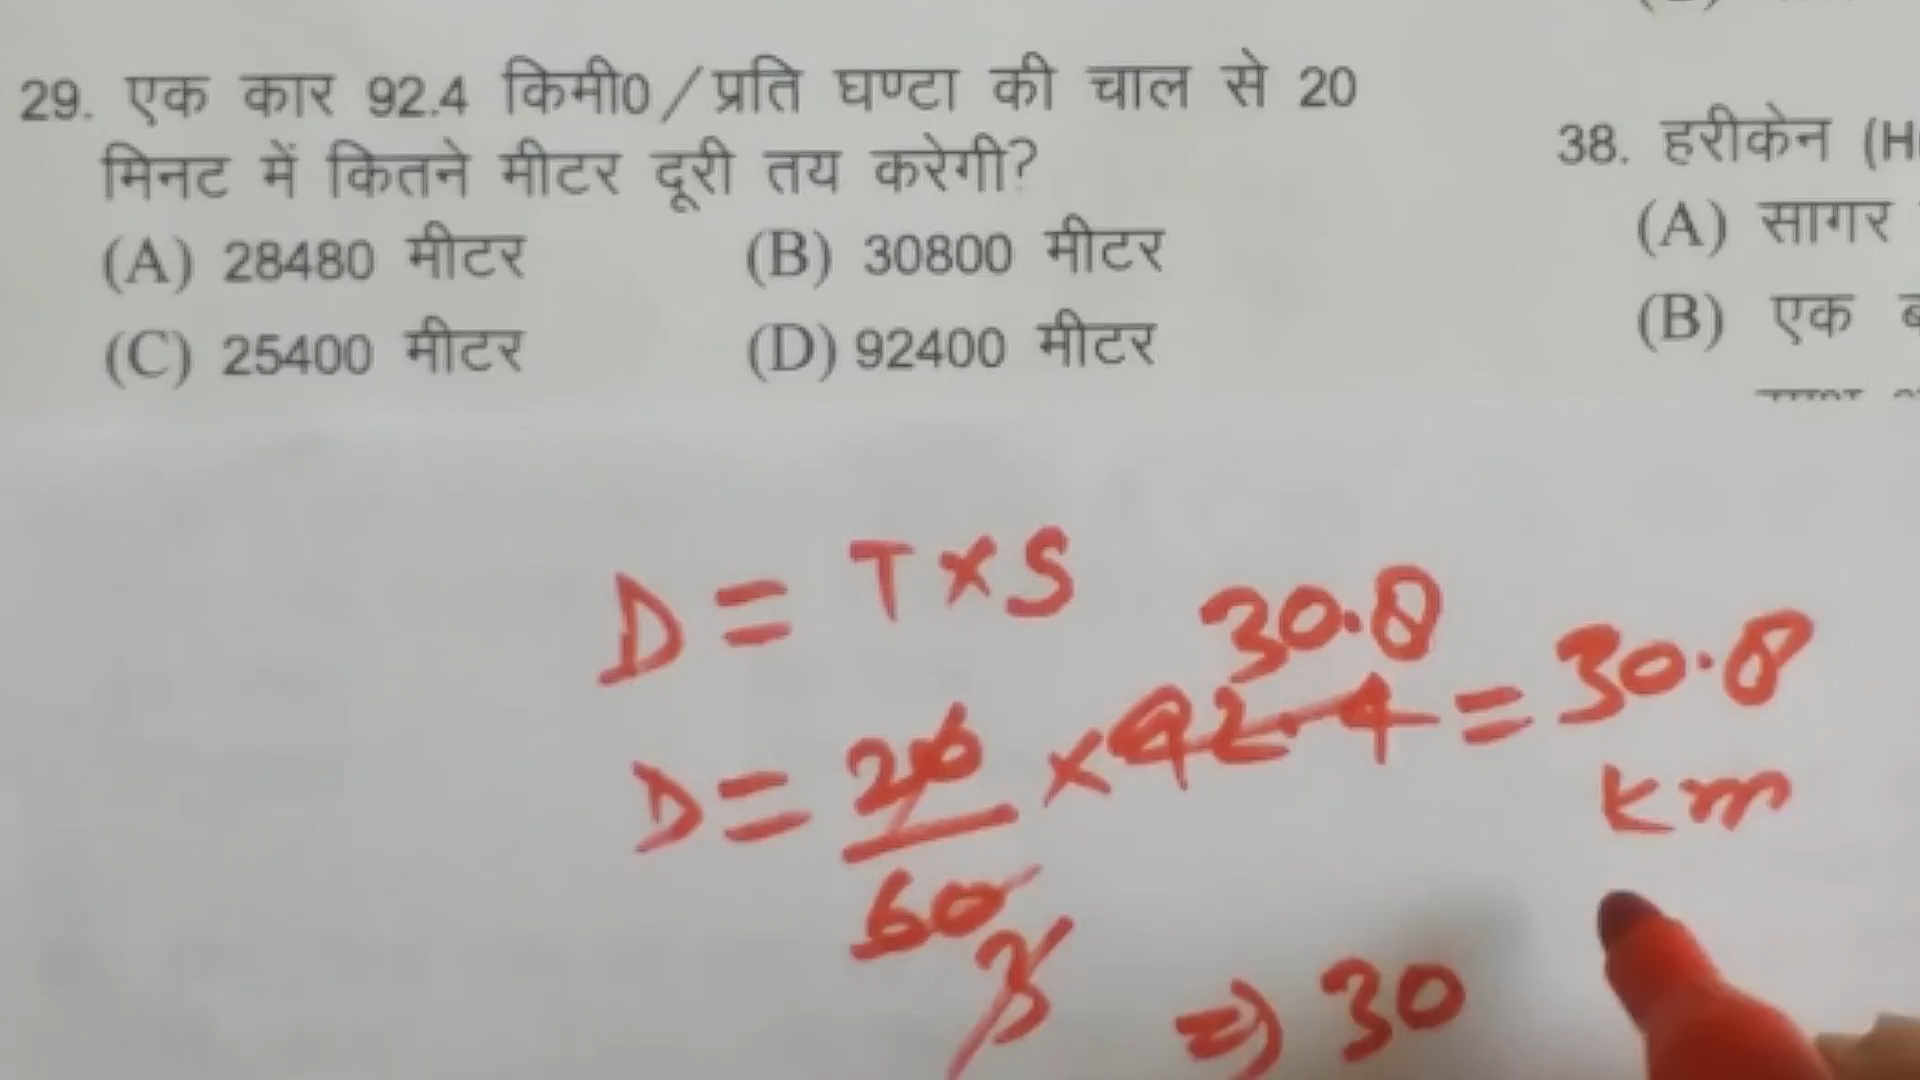 29. एक कार 92.4 किमी0/प्रति घण्टा की चाल से 20
मिनट में कितने मीटर दूरी तय करेगी?
(A) 28480 मीटर (B) 30800 मीटर
(C) 25400 मीटर (D) 92400 मीटर
38. हरीकेन (H
(A) सागर
(B) एक
D = T × S
30.8
D = 20/60 × 92.4 = 30.8
km
3
⇒ 30